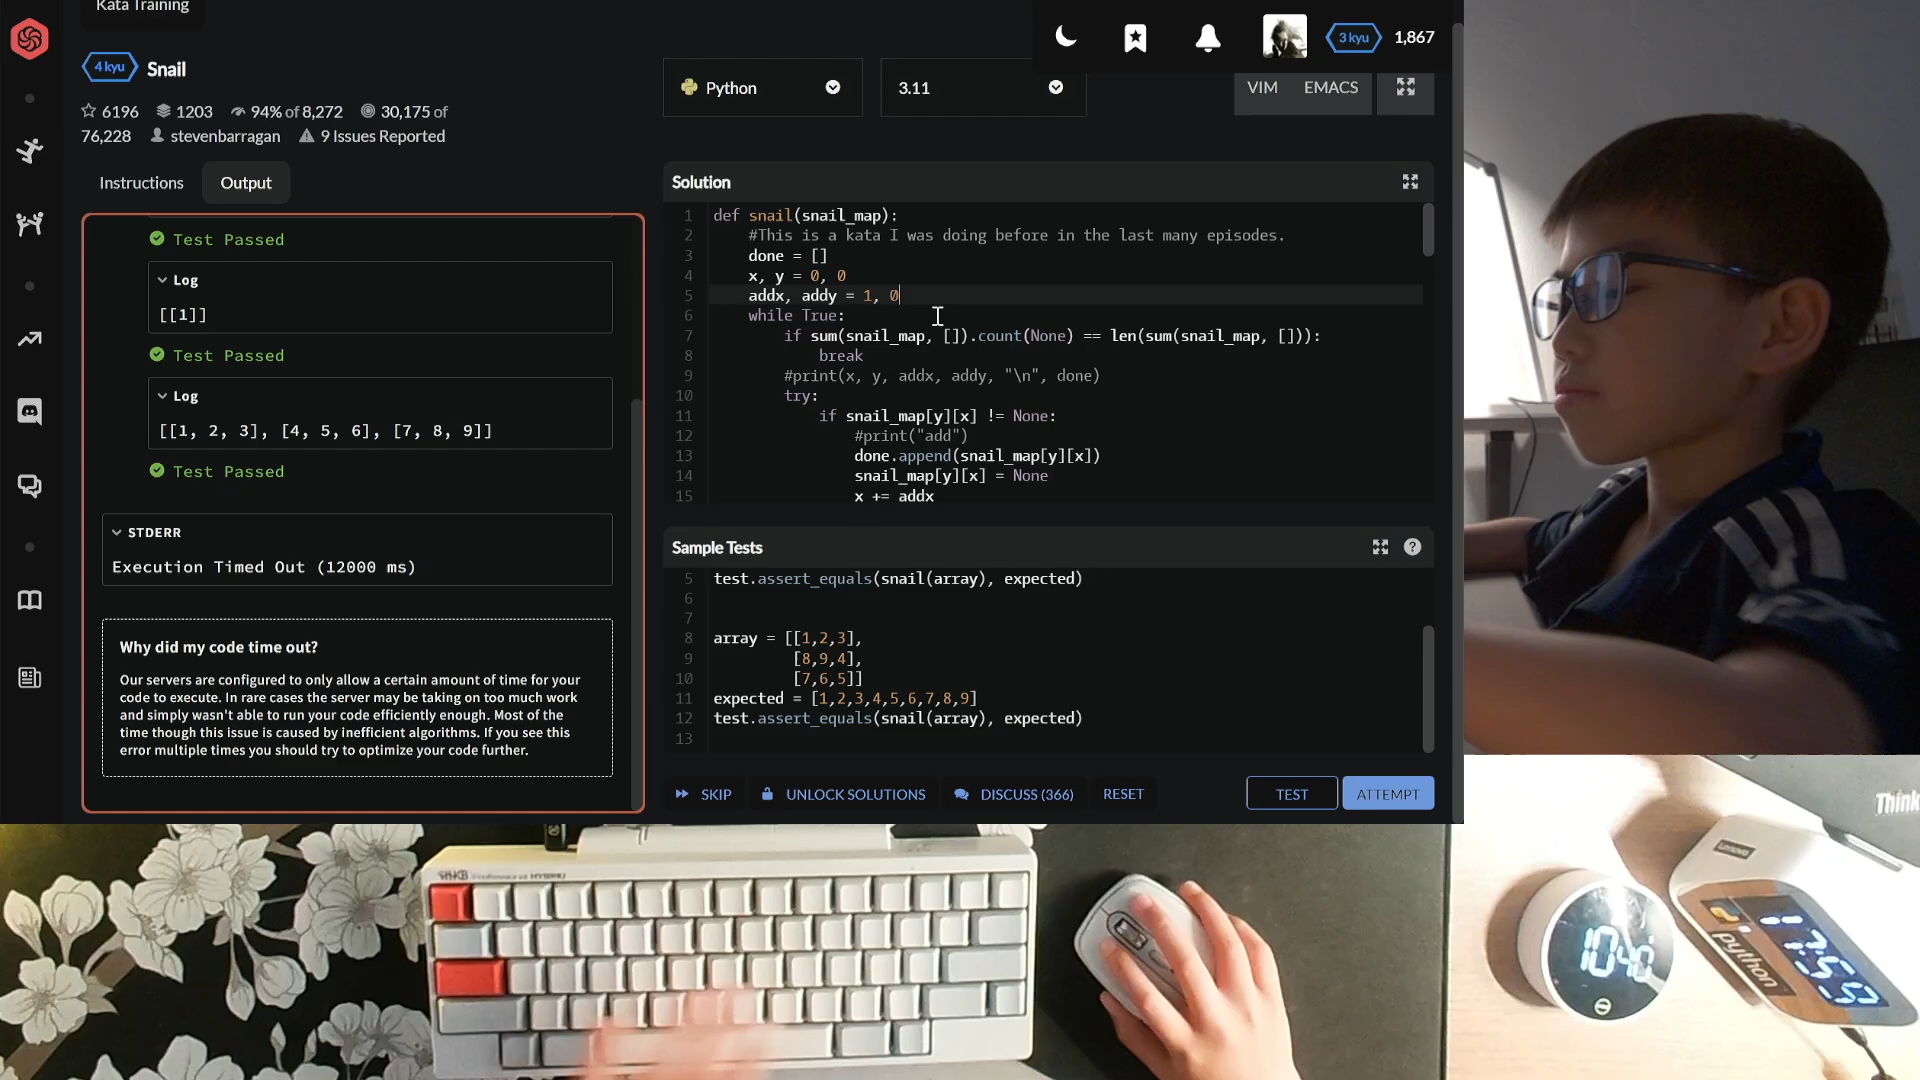 Kata Training
4 kyu Snail
6196 1203 94% of 8,272 30,175 of
76,228 stevenbarragan 9 Issues Reported
Instructions Output
Test Passed
Log
[[1]]
Test Passed
Log
[[1, 2, 3], [4, 5, 6], [7, 8, 9]]
Test Passed
STDERR
Execution Timed Out (12000 ms)
Why did my code time out?
Our servers are configured to only allow a certain amount of time for your
code to execute. In rare cases the server may be taking on too much work
and simply wasn't able to run your code efficiently enough. Most of the
time though this issue is caused by inefficient algorithms. If you see this
error multiple times you should try to optimize your code further.
3 kyu 1,867
Python 3.11 VIM EMACS
Solution
1 def snail(snail_map):
2 #This is a kata I was doing before in the last many episodes.
3 done = []
4 x, y = 0, 0
5 addx, addy = 1, 0
6 while True:
7 if sum(snail_map, []).count(None) == len(sum(snail_map, [])):
8 break
9 #print(x, y, addx, addy, "\n", done)
10 try:
11 if snail_map[y][x] != None:
12 #print("add")
13 done.append(snail_map[y][x])
14 snail_map[y][x] = None
15 x += addx
Sample Tests
5 test.assert_equals(snail(array), expected)
6
7
8 array = [[1,2,3],
9 [8,9,4],
10 [7,6,5]]
11 expected = [1,2,3,4,5,6,7,8,9]
12 test.assert_equals(snail(array), expected)
13
SKIP UNLOCK SOLUTIONS DISCUSS (366) RESET TEST ATTEMPT
Think
Lenovo
10:40
python
17:59